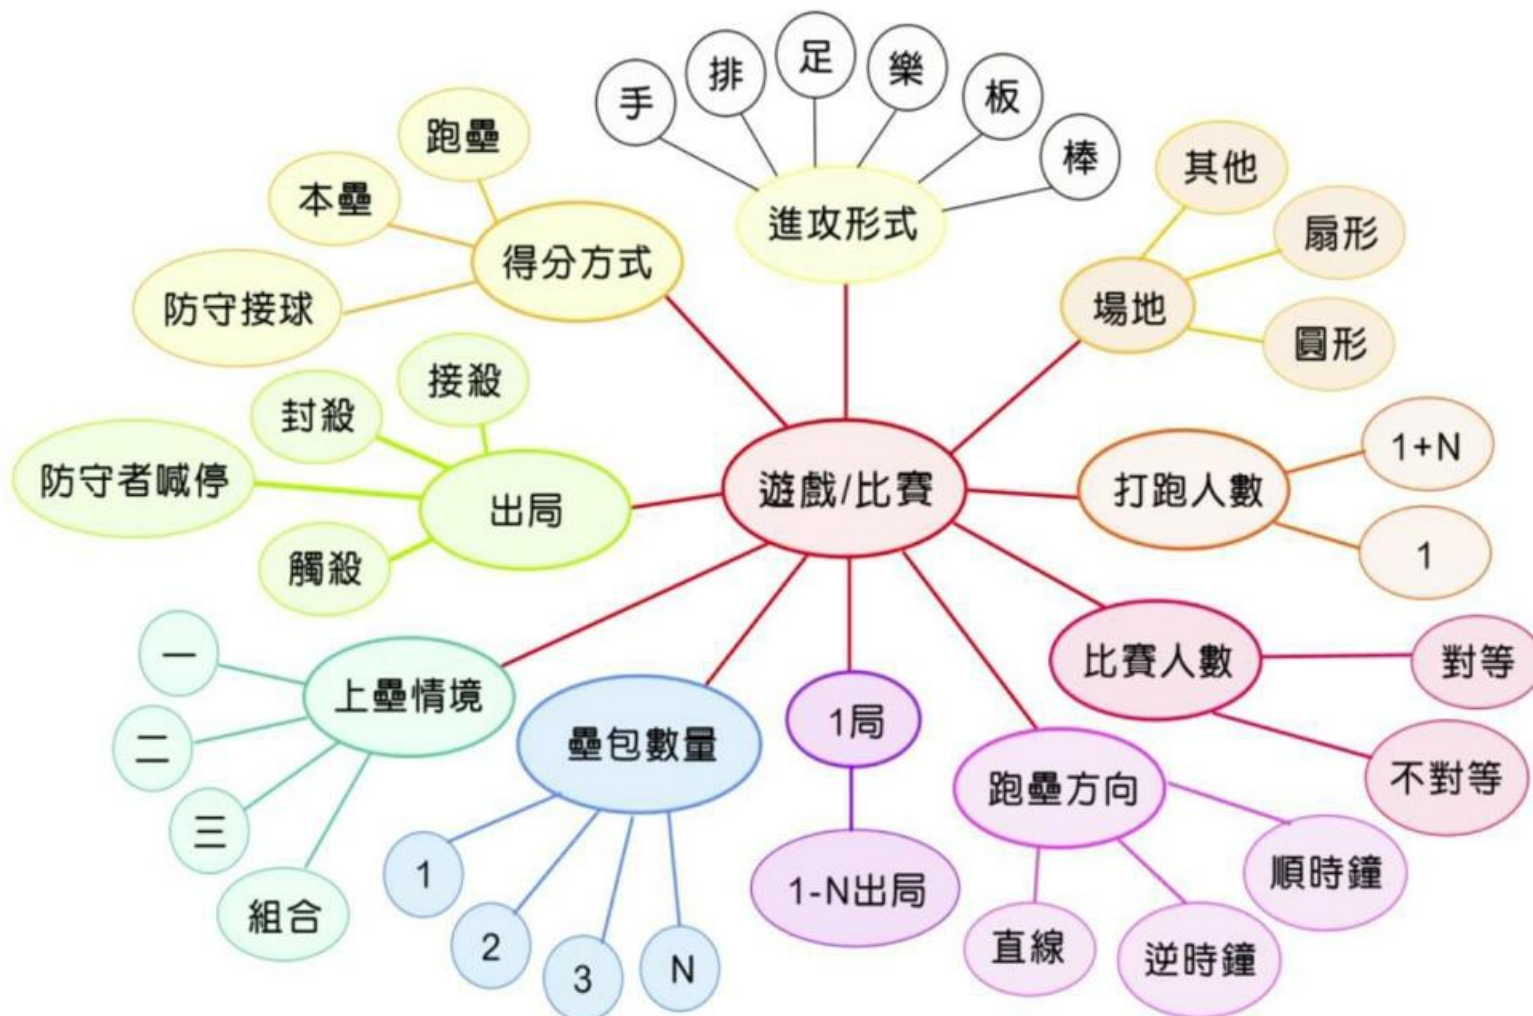 遊戲/比賽
進攻形式
手
排
足
樂
板
棒
場地
其他
扇形
圓形
打跑人數
1+N
1
比賽人數
對等
不對等
跑壘方向
順時鐘
逆時鐘
直線
1局
1-N出局
壘包數量
1
2
3
N
上壘情境
一
二
三
組合
出局
接殺
封殺
防守者喊停
觸殺
得分方式
跑壘
本壘
防守接球